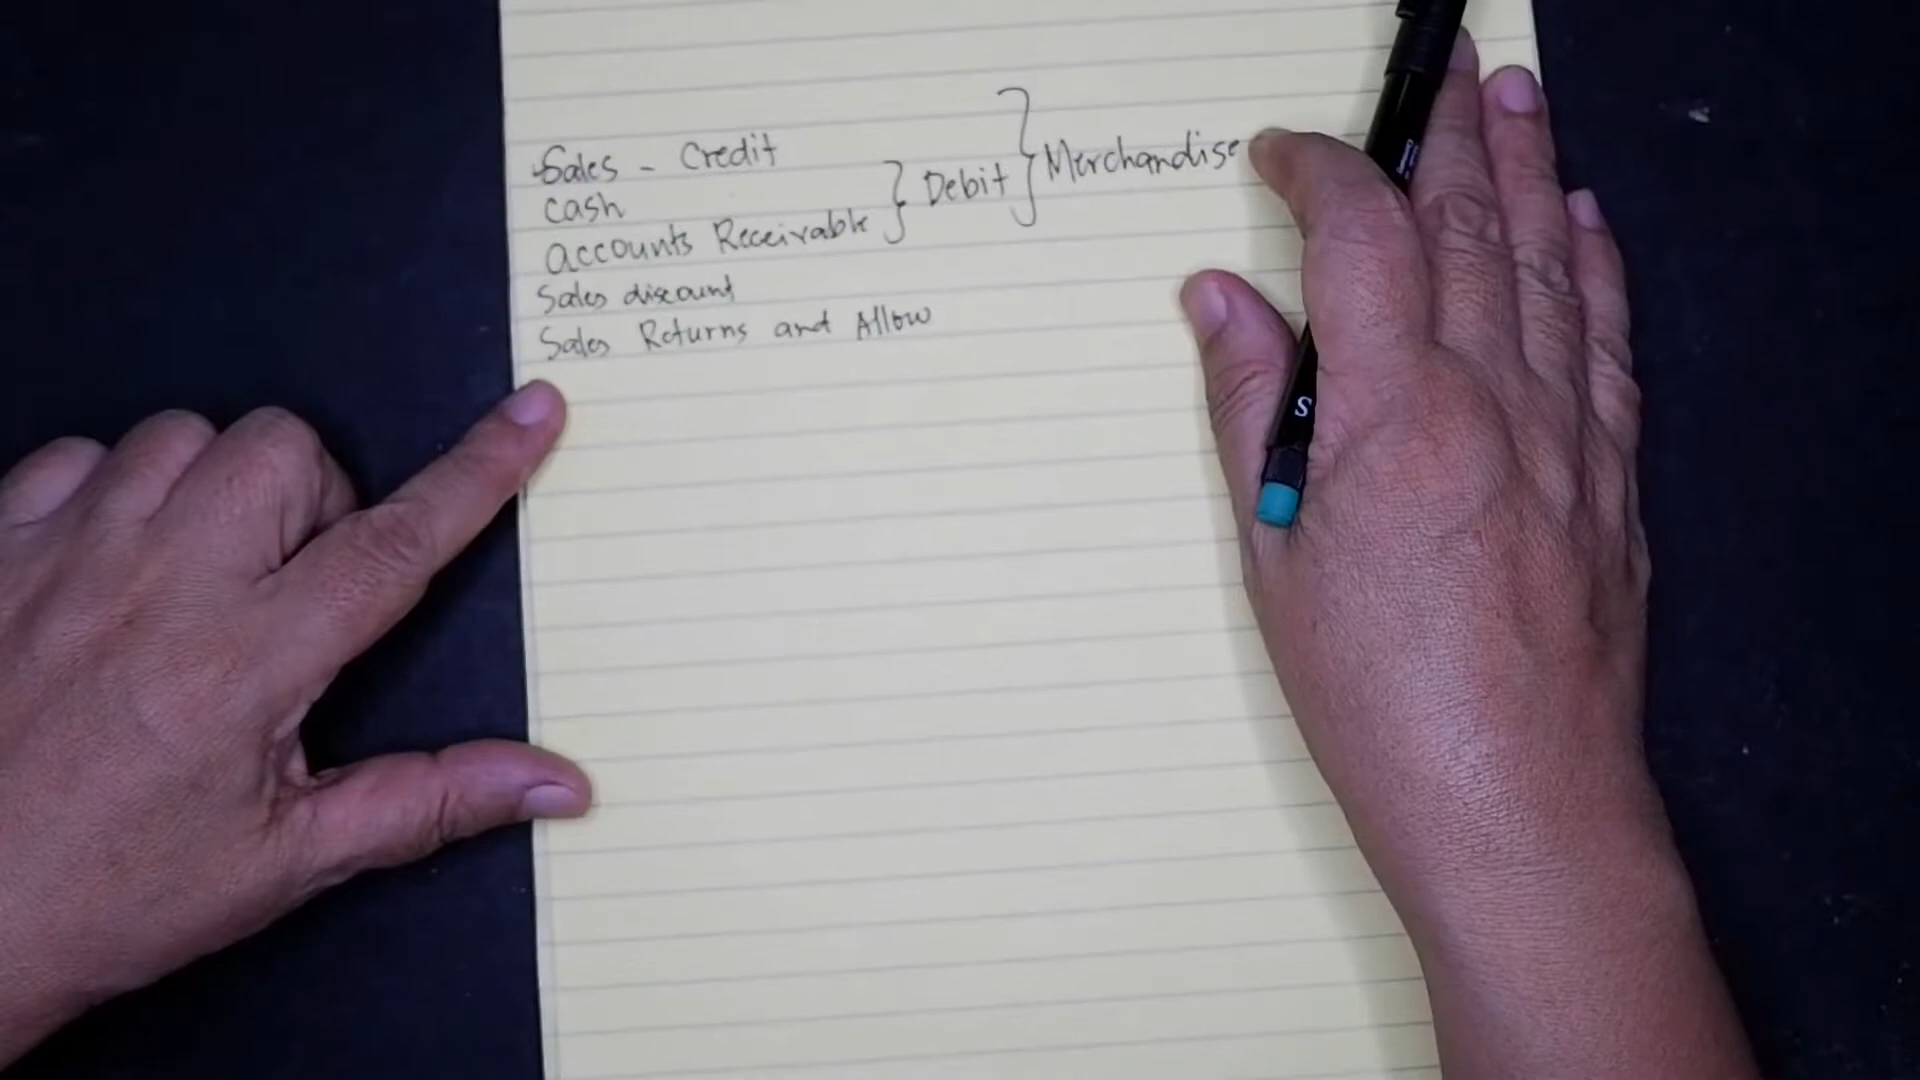 Sales - Credit
Cash
accounts Receivable } Debit } Merchandise
Sales discount
Sales Returns and Allow
S